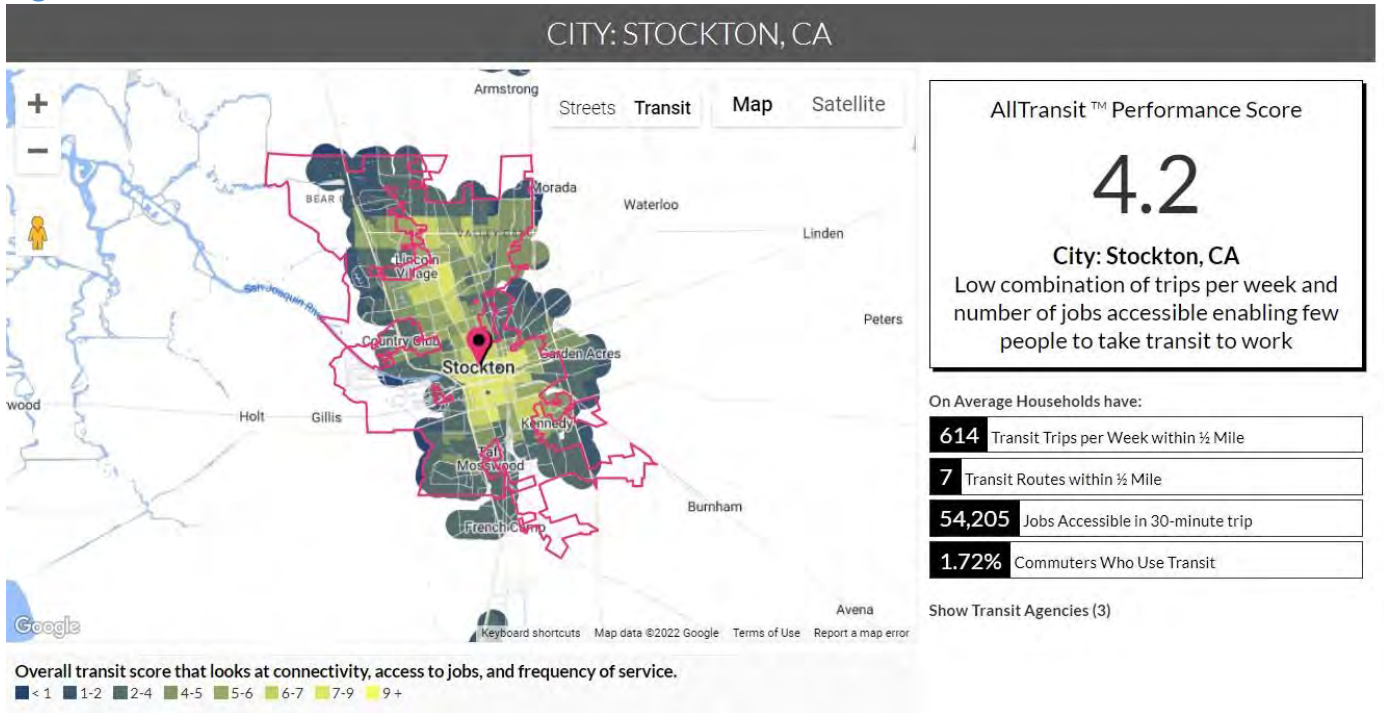 CITY: STOCKTON, CA
Armstrong
Streets Transit
Map Satellite
Morada
BEAR
Waterloo
Linden
Lincoln
Village
San Joaquin
Peters
Country Club
Garden Acres
Stockton
wood
Holt
Gillis
Kennedy
Taft
Mosswood
Burnham
French Camp
Avena
Google
Keyboard shortcuts Map data ©2022 Google Terms of Use Report a map error
Overall transit score that looks at connectivity, access to jobs, and frequency of service.
< 1 1-2 2-4 4-5 5-6 6-7 7-9 9 +
AllTransit ™ Performance Score
4.2
City: Stockton, CA
Low combination of trips per week and
number of jobs accessible enabling few
people to take transit to work
On Average Households have:
614 Transit Trips per Week within ½ Mile
7 Transit Routes within ½ Mile
54,205 Jobs Accessible in 30-minute trip
1.72% Commuters Who Use Transit
Show Transit Agencies (3)